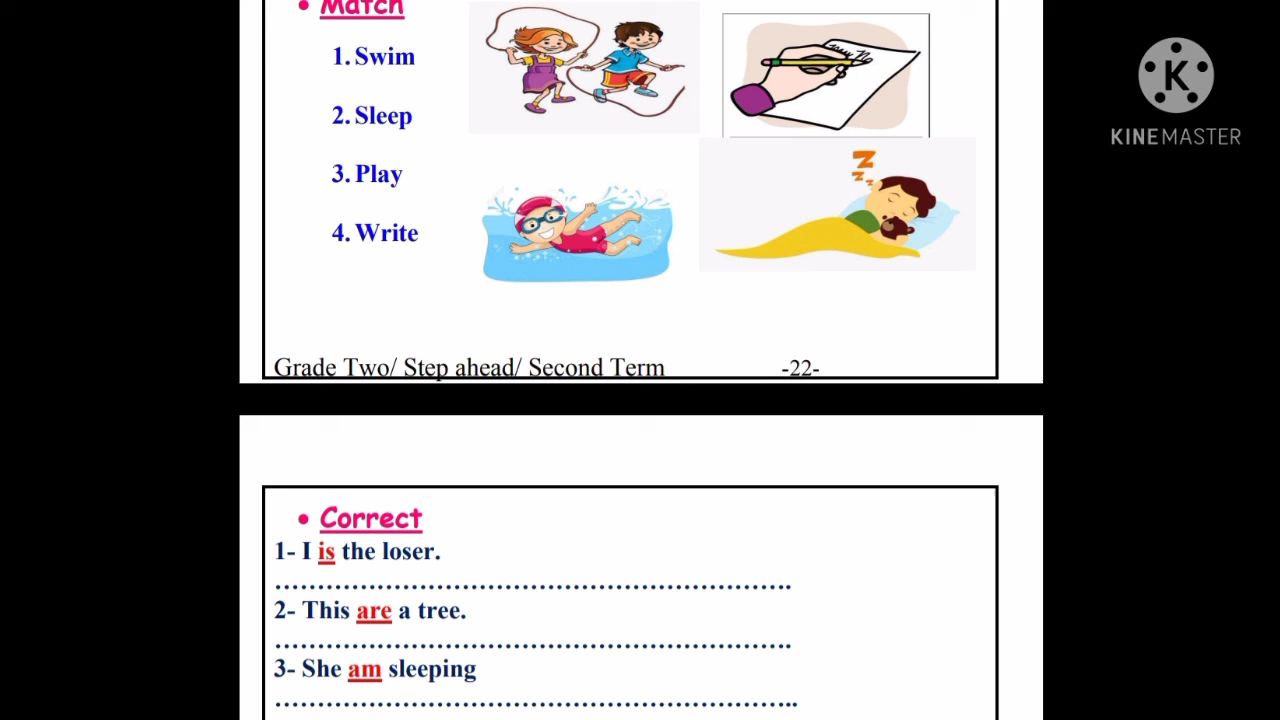 • Match
1. Swim
2. Sleep
3. Play
4. Write
Z
z
z
KINEMASTER
K
Grade Two/ Step ahead/ Second Term -22-
• Correct
1- I is the loser.
………………………………………………………….
2- This are a tree.
………………………………………………………….
3- She am sleeping
…………………………………………………………..